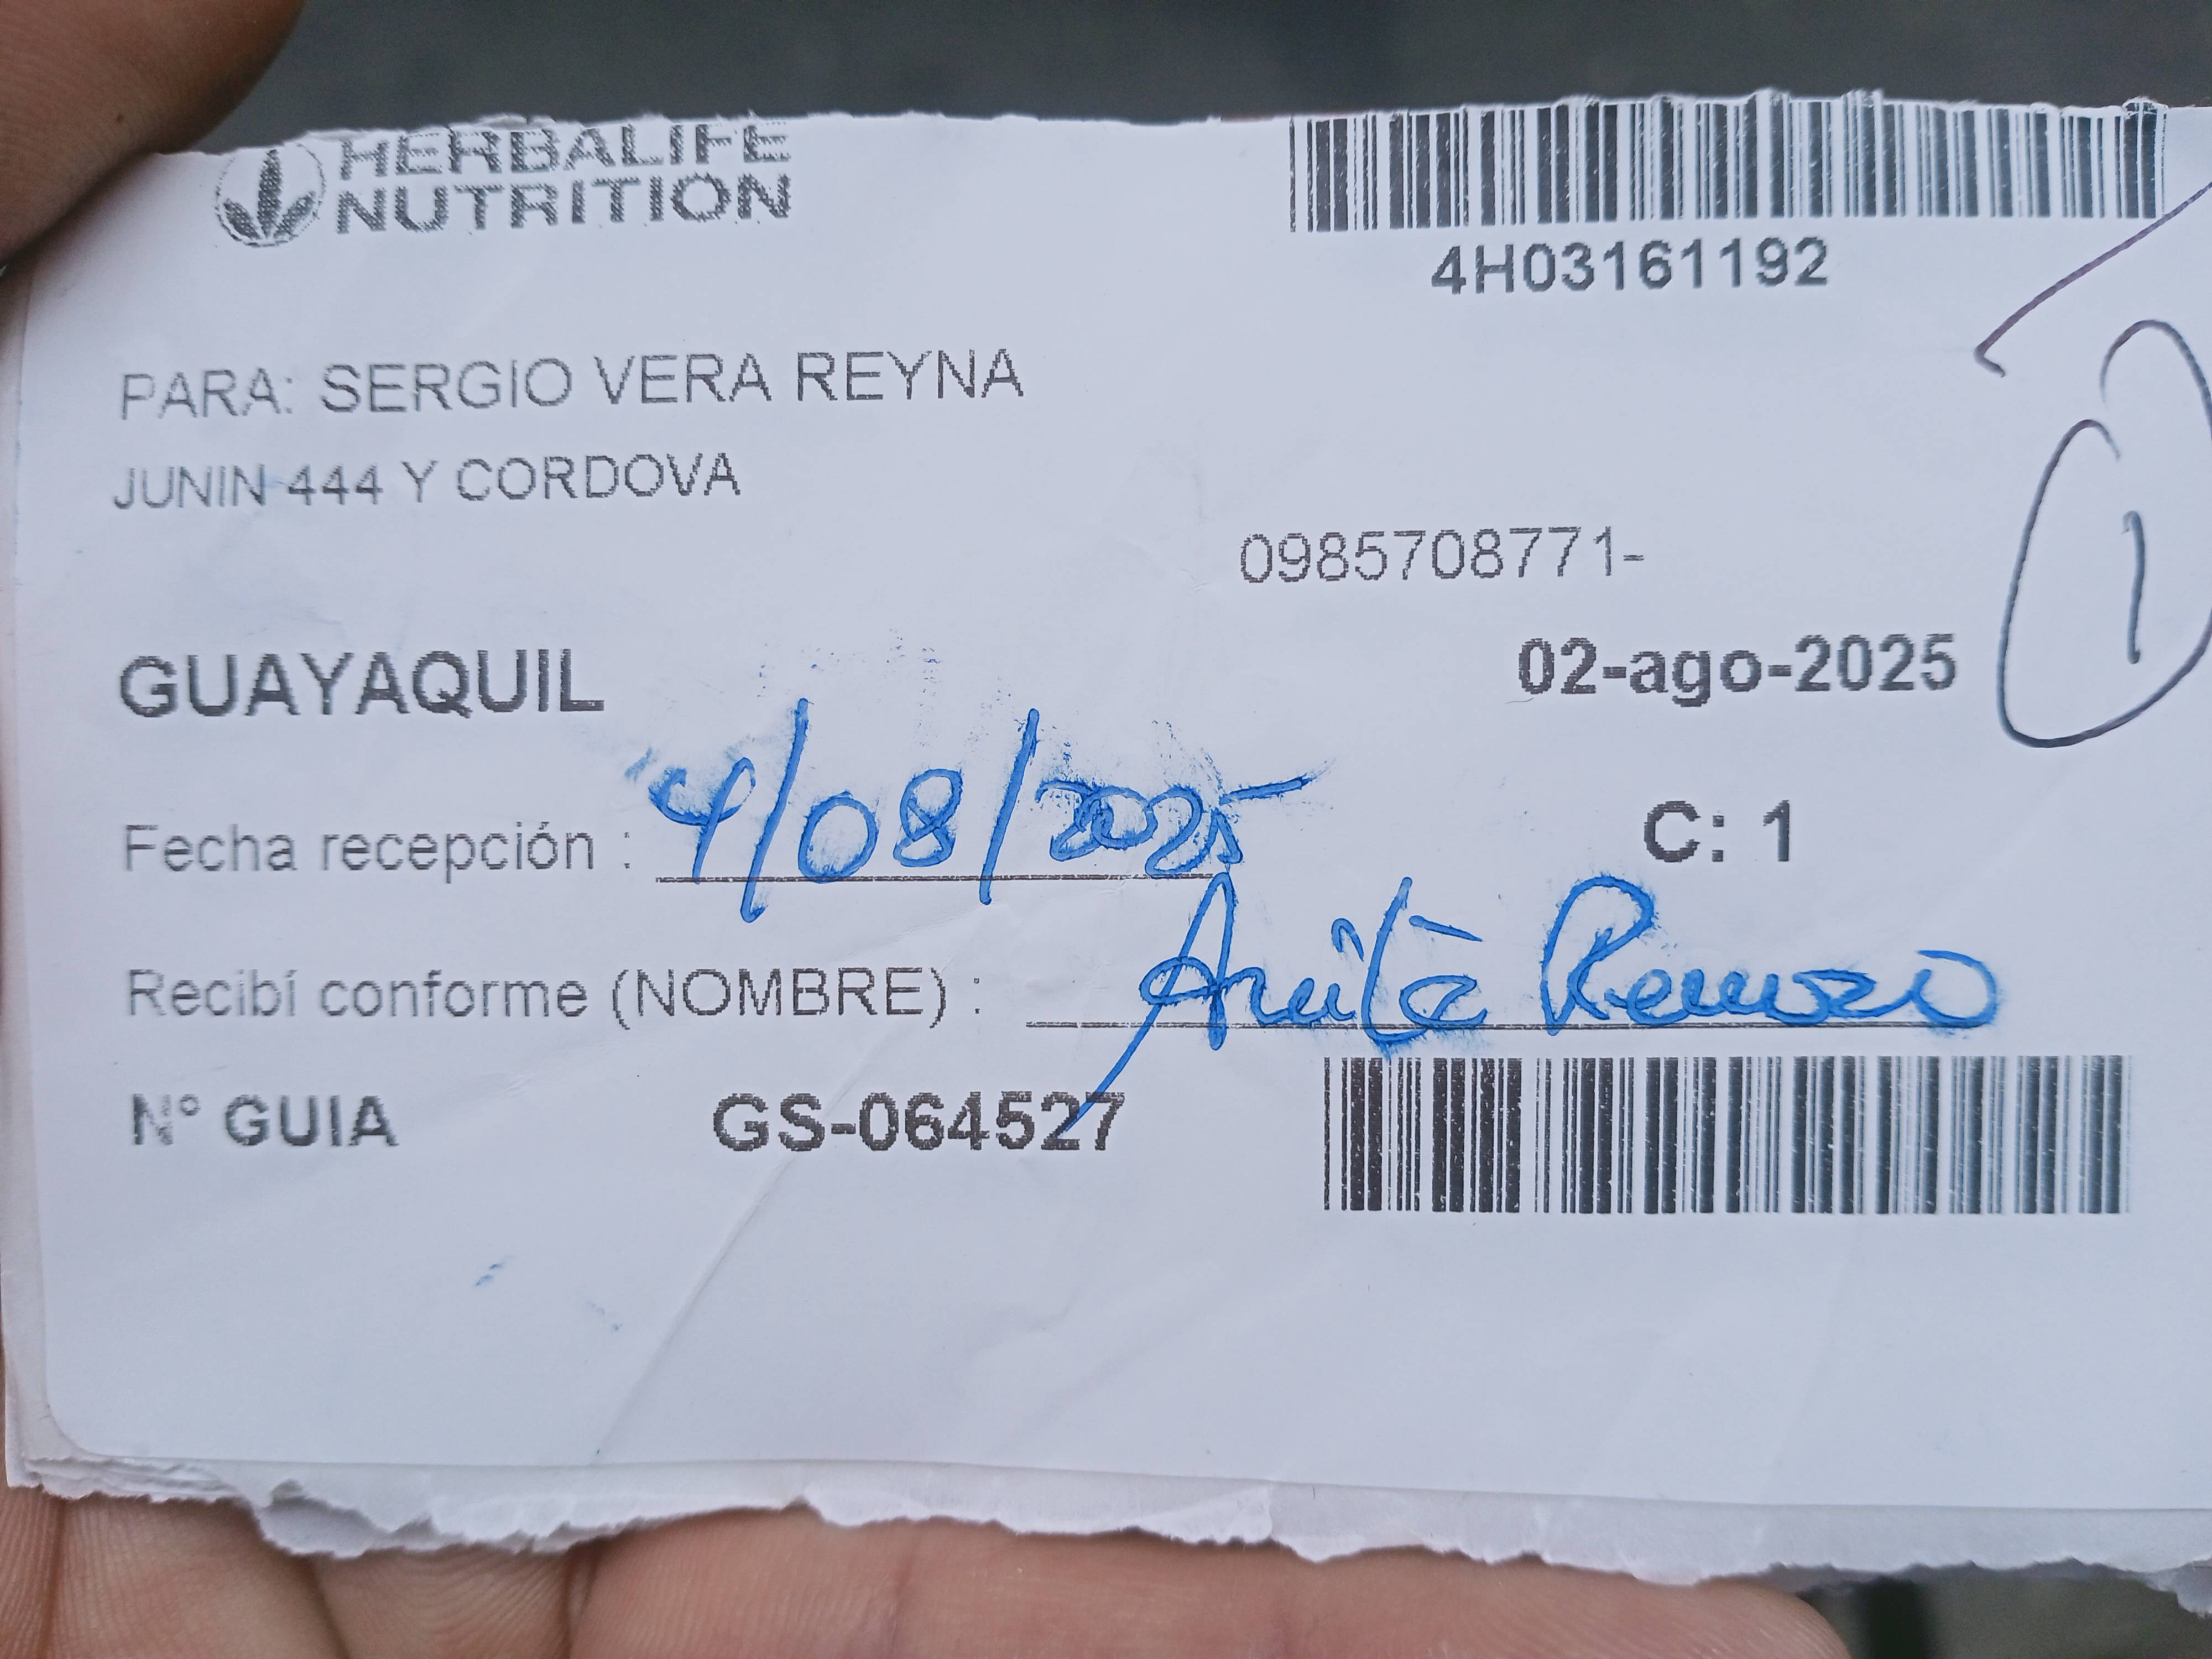 HERBALIFE
NUTRITION
4H03161192
PARA: SERGIO VERA REYNA
JUNIN 444 Y CORDOVA
0985708771-
1
GUAYAQUIL
02-ago-2025
Fecha recepción : 4/08/2025
C: 1
Recibí conforme (NOMBRE) : Anita
N° GUIA GS-064527